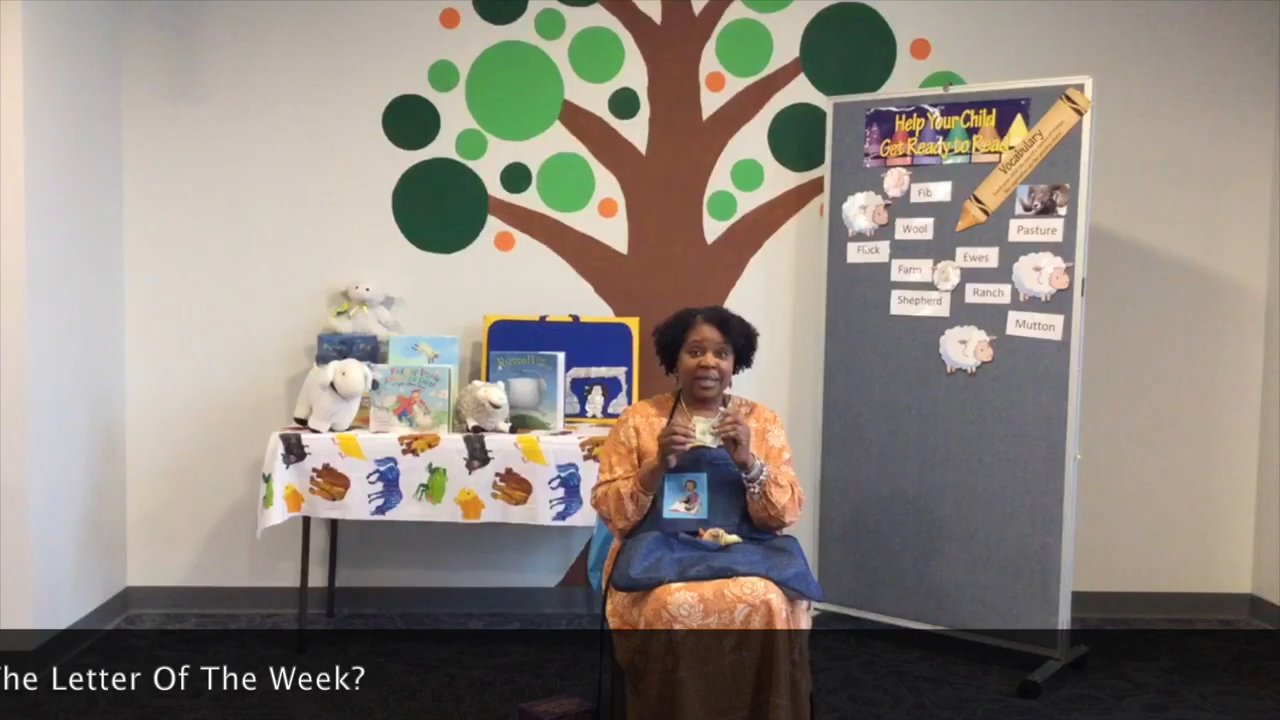 Help Your Child
Get Ready to Read
Vocabulary
Fib
Wool
Pasture
Flock
Ewes
Farm
Ranch
Shepherd
Mutton
Russell
The Letter Of The Week?